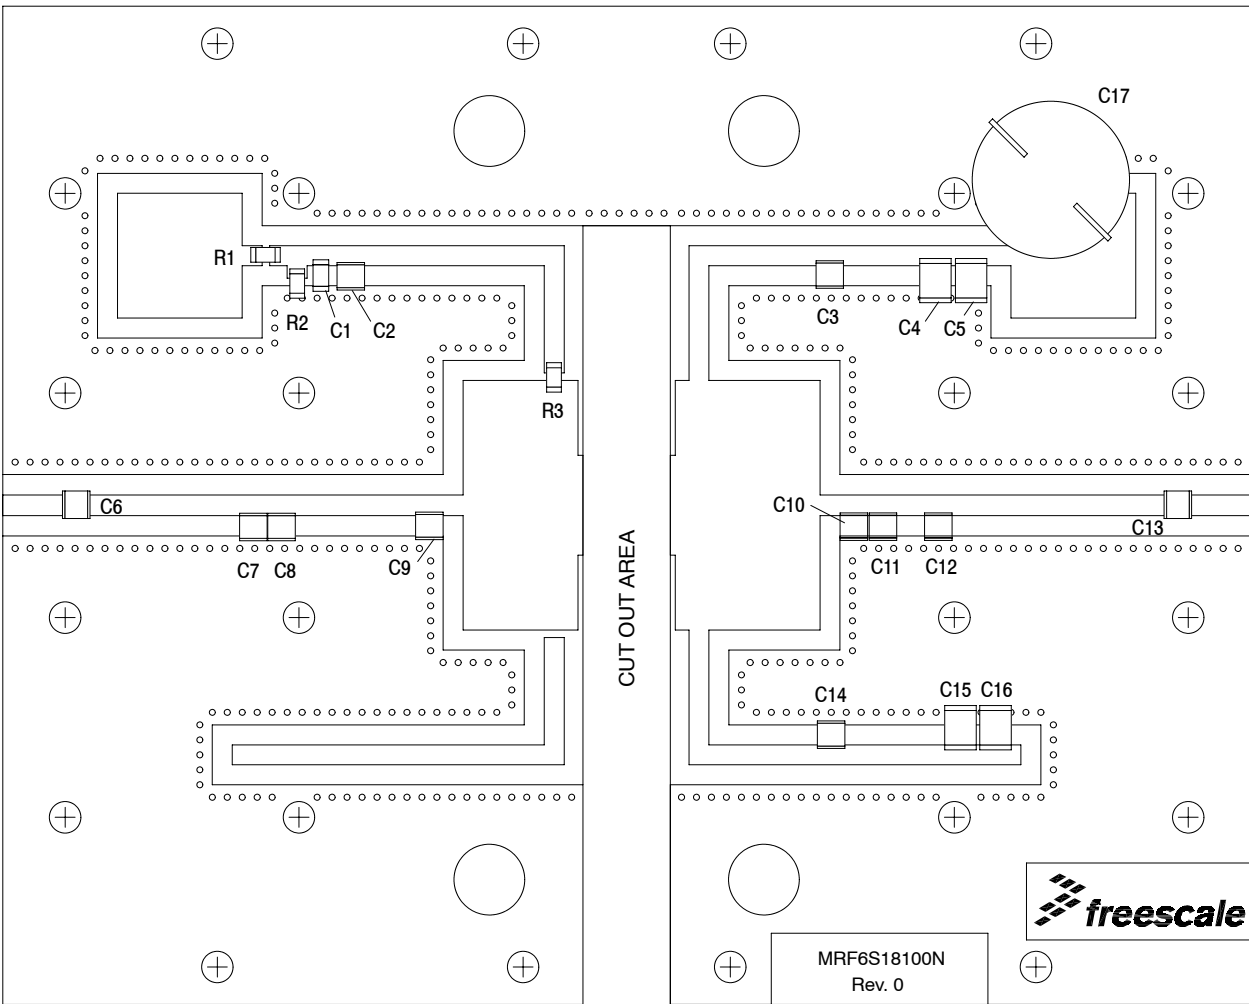 C17
R1
R2
C1
C2
C3
C4
C5
R3
C6
C7
C8
C9
CUT OUT AREA
C10
C11
C12
C13
C14
C15
C16
freescale
MRF6S18100N
Rev. 0